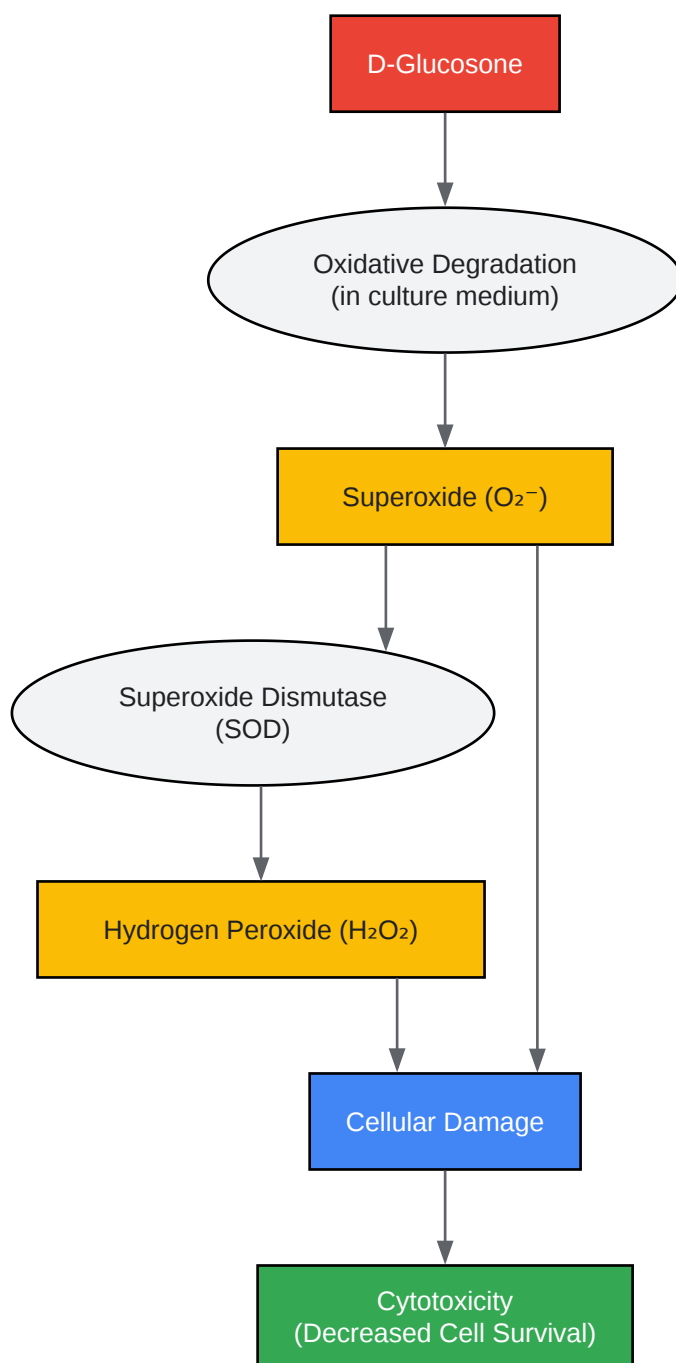 D-Glucosone
Oxidative Degradation
(in culture medium)
Superoxide (O₂⁻)
Superoxide Dismutase
(SOD)
Hydrogen Peroxide (H₂O₂)
Cellular Damage
Cytotoxicity
(Decreased Cell Survival)